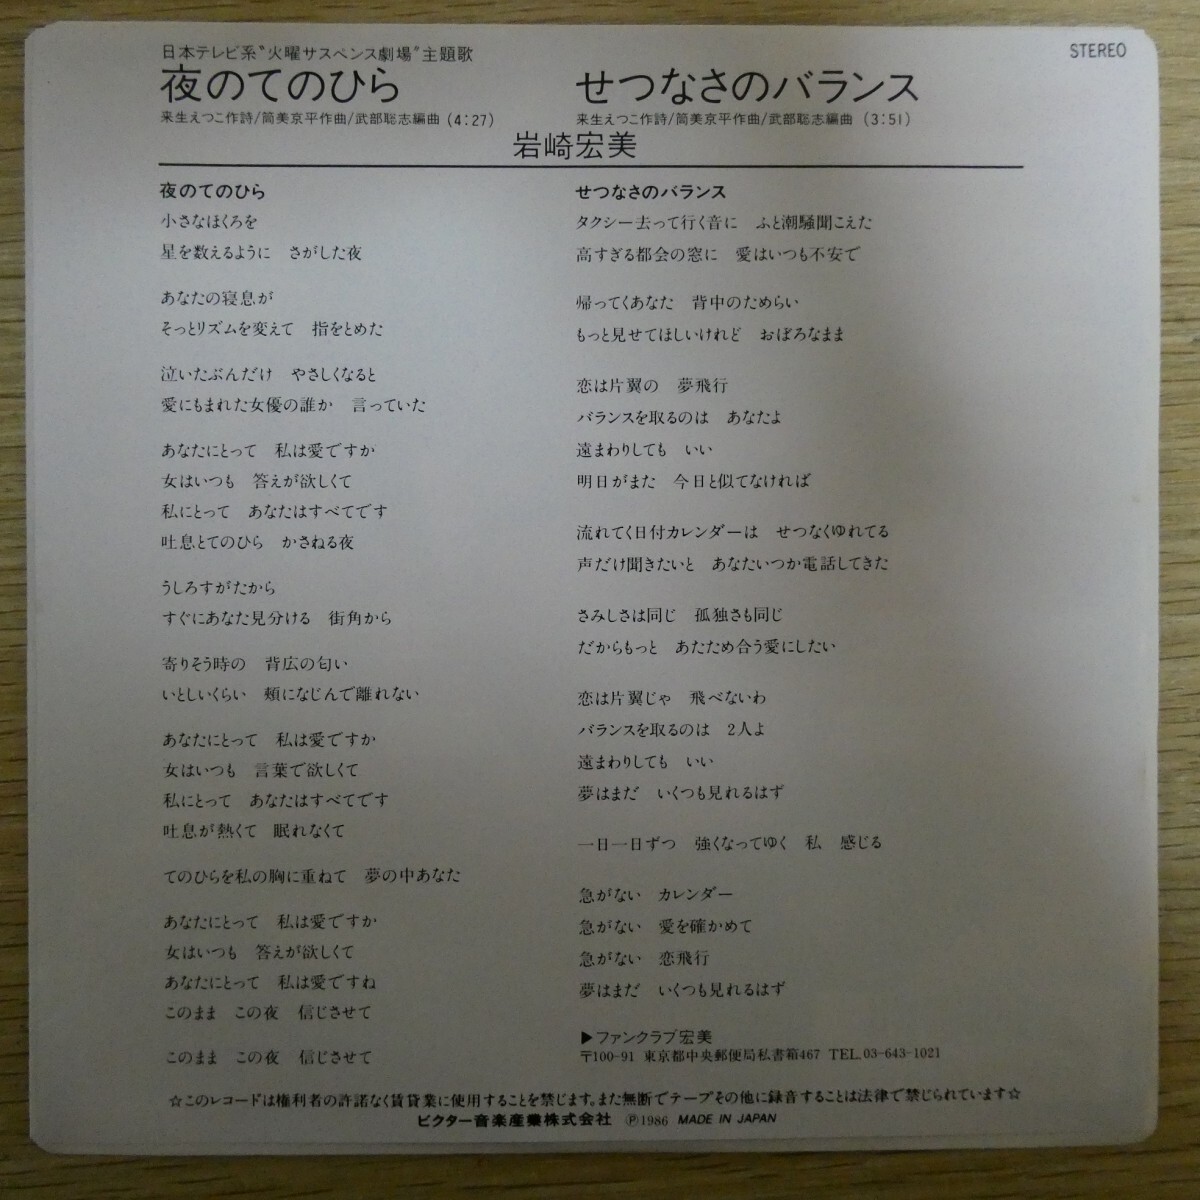 日本テレビ系“火曜サスペンス劇場”主題歌
夜のてのひら
来生えつこ作詩/筒美京平作曲/武部聡志編曲 (4:27)
せつなさのバランス
来生えつこ作詩/筒美京平作曲/武部聡志編曲 (3:51)
STEREO
岩崎宏美
夜のてのひら
小さなほくろを
星を数えるように さがした夜
あなたの寝息が
そっとリズムを変えて 指をとめた
泣いたぶんだけ やさしくなると
愛にもまれた女優の誰か 言っていた
あなたにとって 私は愛ですか
女はいつも 答えが欲しくて
私にとって あなたはすべてです
吐息とてのひら かさねる夜
うしろすがたから
すぐにあなた見分ける 街角から
寄りそう時の 背広の匂い
いとしいくらい 頬になじんで離れない
あなたにとって 私は愛ですか
女はいつも 言葉で欲しくて
私にとって あなたはすべてです
吐息が熱くて 眠れなくて
てのひらを私の胸に重ねて 夢の中あなた
あなたにとって 私は愛ですか
女はいつも 答えが欲しくて
あなたにとって 私は愛ですね
このまま この夜 信じさせて
このまま この夜 信じさせて
せつなさのバランス
タクシー去って行く音に ふと潮騒聞こえた
高すぎる都会の窓に 愛はいつも不安で
帰ってくあなた 背中のためらい
もっと見せてほしいけれど おぼろなまま
恋は片翼の 夢飛行
バランスを取るのは あなたよ
遠まわりしても いい
明日がまた 今日と似てなければ
流れてく日付カレンダーは せつなくゆれてる
声だけ聞きたいと あなたいつか電話してきた
さみしさは同じ 孤独さも同じ
だからもっと あたため合う愛にしたい
恋は片翼じゃ 飛べないわ
バランスを取るのは 2人よ
遠まわりしても いい
夢はまだ いくつも見れるはず
一日一日ずつ 強くなってゆく 私 感じる
急がない カレンダー
急がない 愛を確かめて
急がない 恋飛行
夢はまだ いくつも見れるはず
▶ファンクラブ宏美
〒100-91 東京都中央郵便局私書箱467 TEL.03-643-1021
☆このレコードは権利者の許諾なく賃貸業に使用することを禁じます。また無断でテープその他に録音することは法律で禁じられています☆
ビクター音楽産業株式会社 Ⓟ1986 MADE IN JAPAN